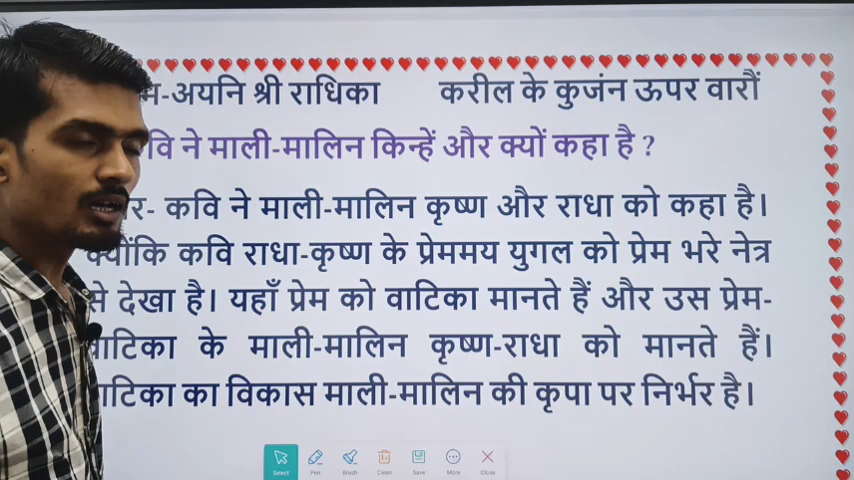 -अयनि श्री राधिका करील के कुजंन ऊपर वारौं
वि ने माली-मालिन किन्हें और क्यों कहा है ?
र- कवि ने माली-मालिन कृष्ण और राधा को कहा है।
क्योंकि कवि राधा-कृष्ण के प्रेममय युगल को प्रेम भरे नेत्र
से देखा है। यहाँ प्रेम को वाटिका मानते हैं और उस प्रेम-
वाटिका के माली-मालिन कृष्ण-राधा को मानते हैं।
ाटिका का विकास माली-मालिन की कृपा पर निर्भर है।
Select Pen Brush Clean Save More Close